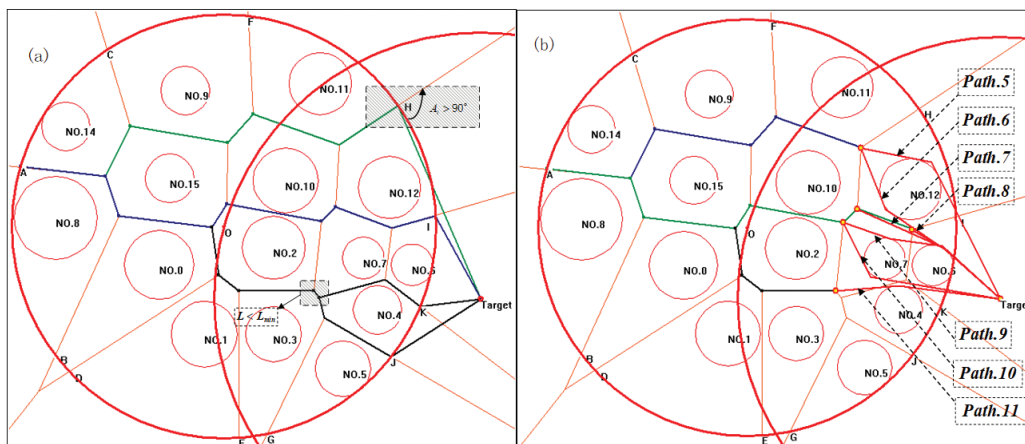 (a)
F
C
NO.11
NO.9
H
A_i > 90°
NO.14
A
NO.15
NO.10
NO.12
NO.8
O
I
NO.2
NO.0
NO.7
NO.6
Target
L < L_min
NO.4
K
NO.1
NO.3
B
D
J
NO.5
E
G
(b)
F
C
Path.5
NO.11
NO.9
H
Path.6
NO.14
Path.7
A
NO.15
NO.10
NO.12
Path.8
NO.8
O
I
NO.2
NO.0
NO.7
NO.6
Targe
NO.4
K
Path.9
NO.1
NO.3
B
D
J
NO.5
Path.10
Path.11
E
G